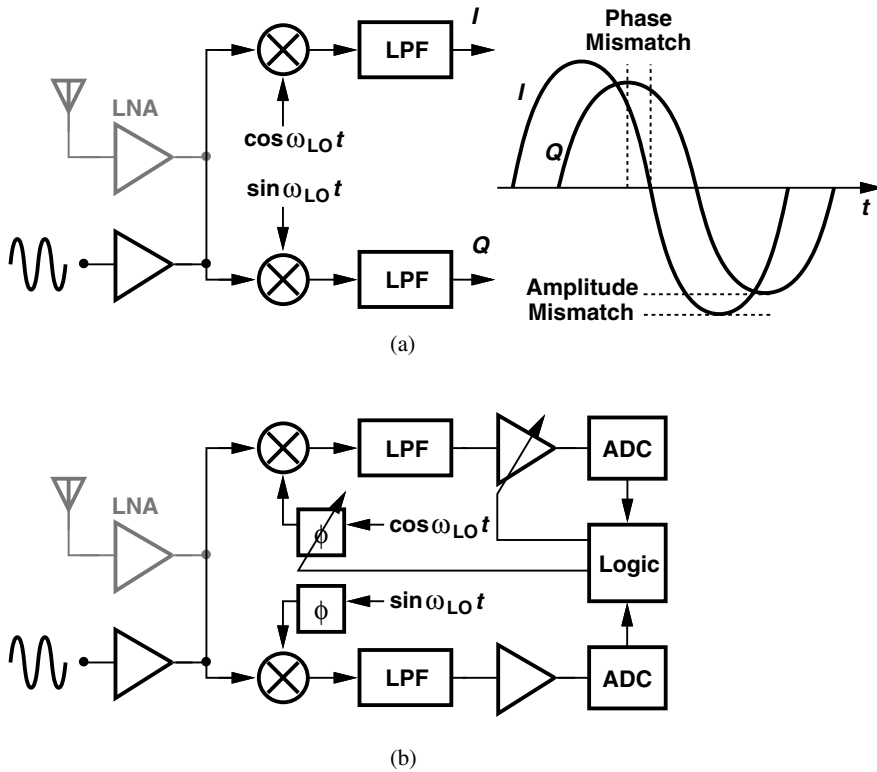 I
Phase
Mismatch
LPF
LNA
cos ω_LO t
sin ω_LO t
I
Q
t
Q
LPF
Amplitude
Mismatch
(a)
LPF
ADC
LNA
ϕ
cos ω_LO t
Logic
ϕ
sin ω_LO t
LPF
ADC
(b)